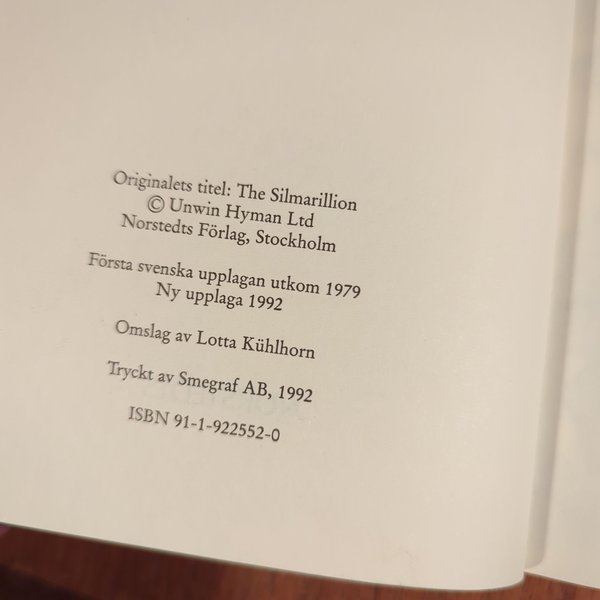 Originalets titel: The Silmarillion
© Unwin Hyman Ltd
Norstedts Förlag, Stockholm
Första svenska upplagan utkom 1979
Ny upplaga 1992
Omslag av Lotta Kühlhorn
Tryckt av Smegraf AB, 1992
ISBN 91-1-922552-0